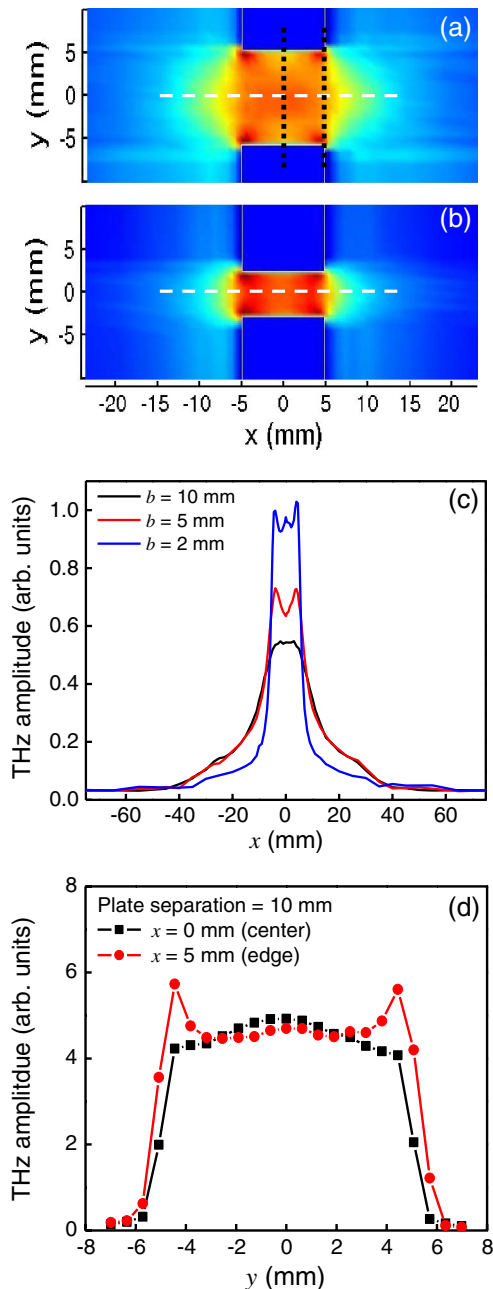 (a)
y (mm)
5
0
-5
(b)
y (mm)
5
0
-5
-20 -15 -10 -5 0 5 10 15 20
x (mm)
(c)
b = 10 mm
b = 5 mm
b = 2 mm
THz amplitude (arb. units)
1.0
0.8
0.6
0.4
0.2
0.0
-60 -40 -20 0 20 40 60
x (mm)
(d)
Plate separation = 10 mm
x = 0 mm (center)
x = 5 mm (edge)
THz amplitdue (arb. units)
8
6
4
2
0
-8 -6 -4 -2 0 2 4 6 8
y (mm)